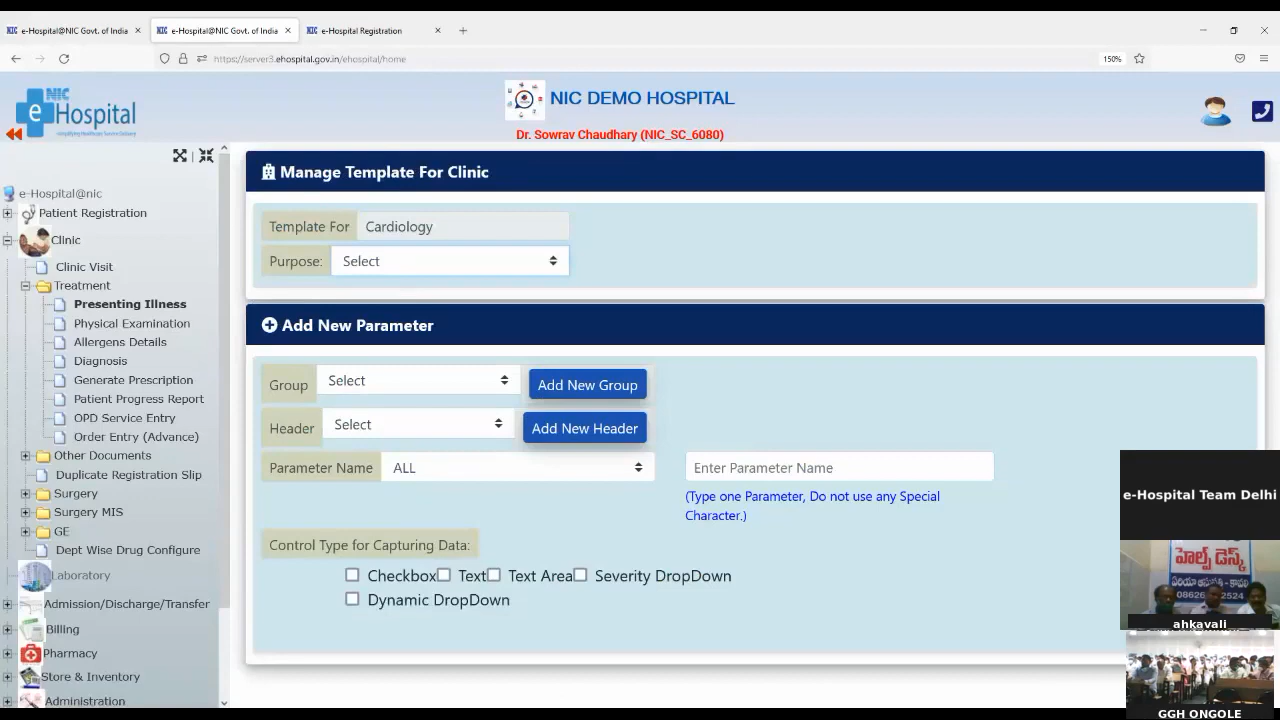 e-Hospital@NIC Govt. of India
e-Hospital@NIC Govt. of India
e-Hospital Registration
https://server3.ehospital.gov.in/ehospital/home
150%
NIC
eHospital
NIC DEMO HOSPITAL
Dr. Sowrav Chaudhary (NIC_SC_6080)
e-Hospital@nic
Patient Registration
Clinic
Clinic Visit
Treatment
Presenting Illness
Physical Examination
Allergens Details
Diagnosis
Generate Prescription
Patient Progress Report
OPD Service Entry
Order Entry (Advance)
Other Documents
Duplicate Registration Slip
Surgery
Surgery MIS
GE
Dept Wise Drug Configure
Laboratory
Admission/Discharge/Transfer
Billing
Pharmacy
Store & Inventory
Administration
Manage Template For Clinic
Template For Cardiology
Purpose: Select
Add New Parameter
Group Select Add New Group
Header Select Add New Header
Parameter Name ALL Enter Parameter Name
(Type one Parameter, Do not use any Special
Character.)
Control Type for Capturing Data:
Checkbox Text Text Area Severity DropDown
Dynamic DropDown
e-Hospital Team Delhi
హెల్ప్ డెస్క్
ahkavali
GGH ONGOLE